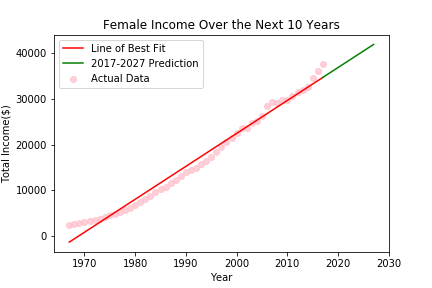 Female Income Over the Next 10 Years
Line of Best Fit
2017-2027 Prediction
Actual Data
Total Income($)
40000
30000
20000
10000
0
1970 1980 1990 2000 2010 2020 2030
Year